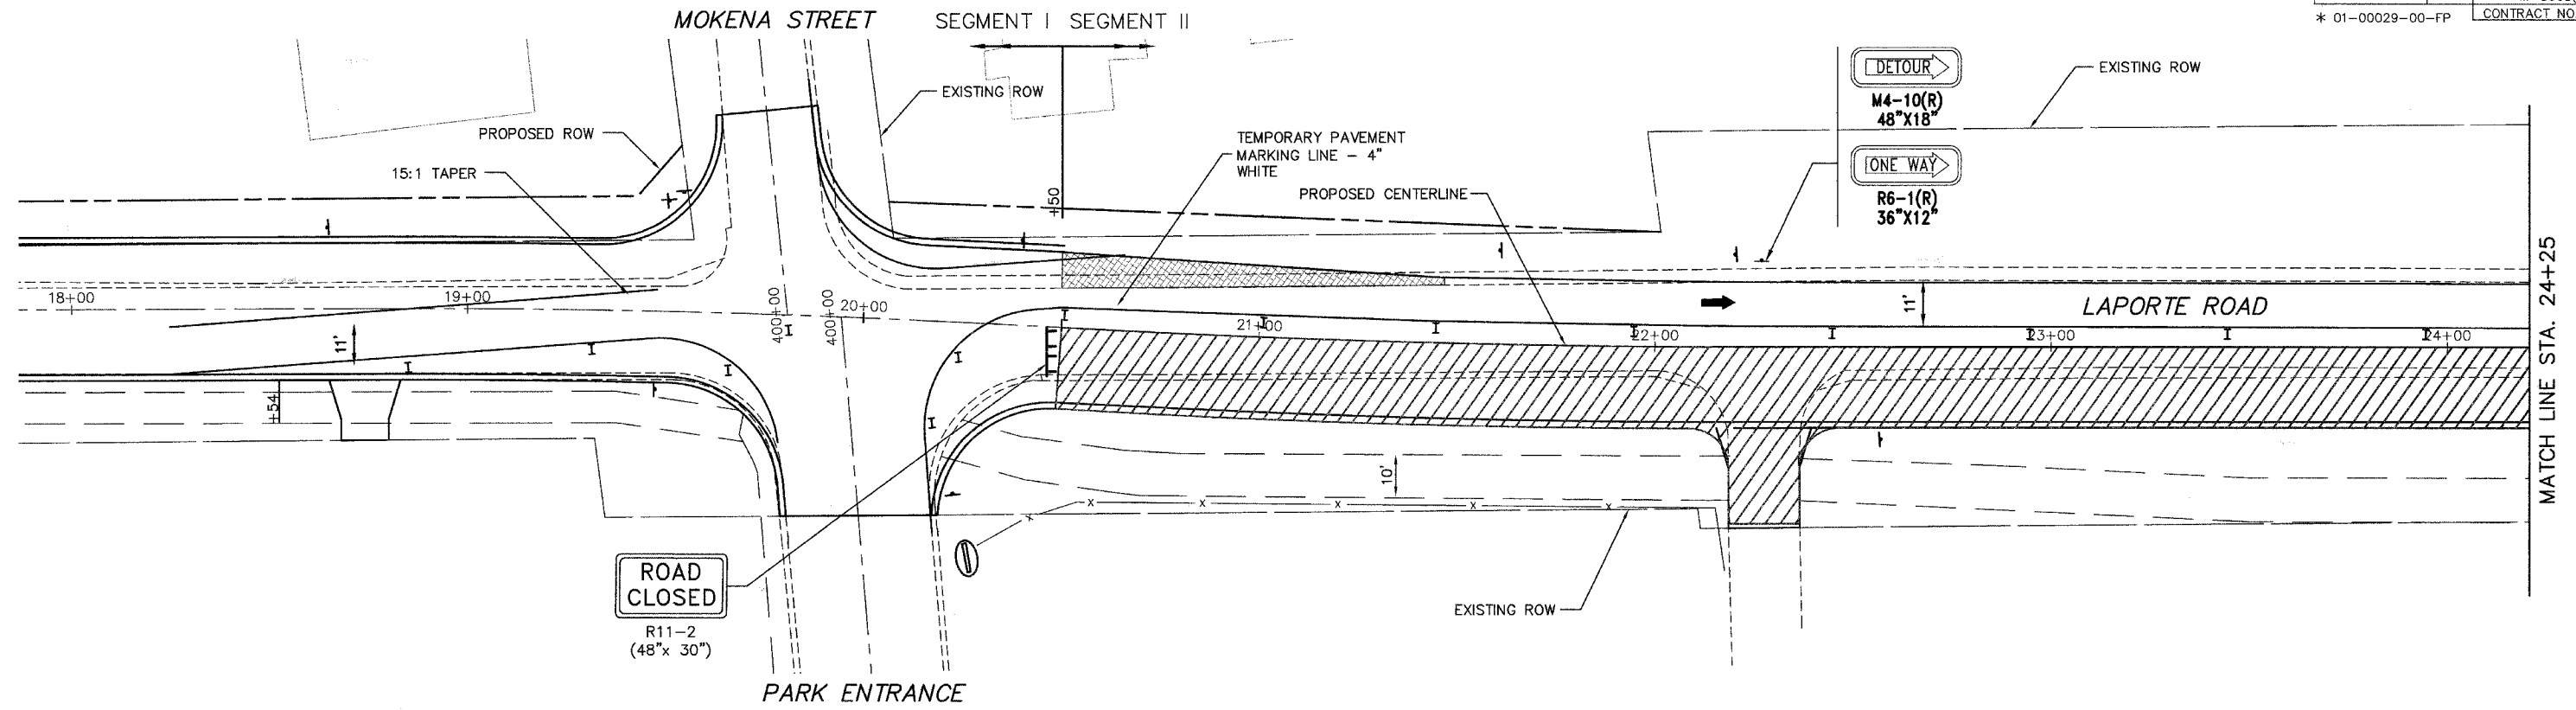 * 01-00029-00-FP
CONTRACT NO
MOKENA STREET
SEGMENT I SEGMENT II
EXISTING ROW
PROPOSED ROW
15:1 TAPER
TEMPORARY PAVEMENT
MARKING LINE - 4"
WHITE
PROPOSED CENTERLINE
+50
DETOUR
M4-10(R)
48"X18"
ONE WAY
R6-1(R)
36"X12"
EXISTING ROW
18+00
19+00
400+00
400+00
20+00
21+00
22+00
23+00
24+00
11'
11'
LAPORTE ROAD
MATCH LINE STA. 24+25
+54
10'
ROAD
CLOSED
R11-2
(48"x 30")
EXISTING ROW
PARK ENTRANCE